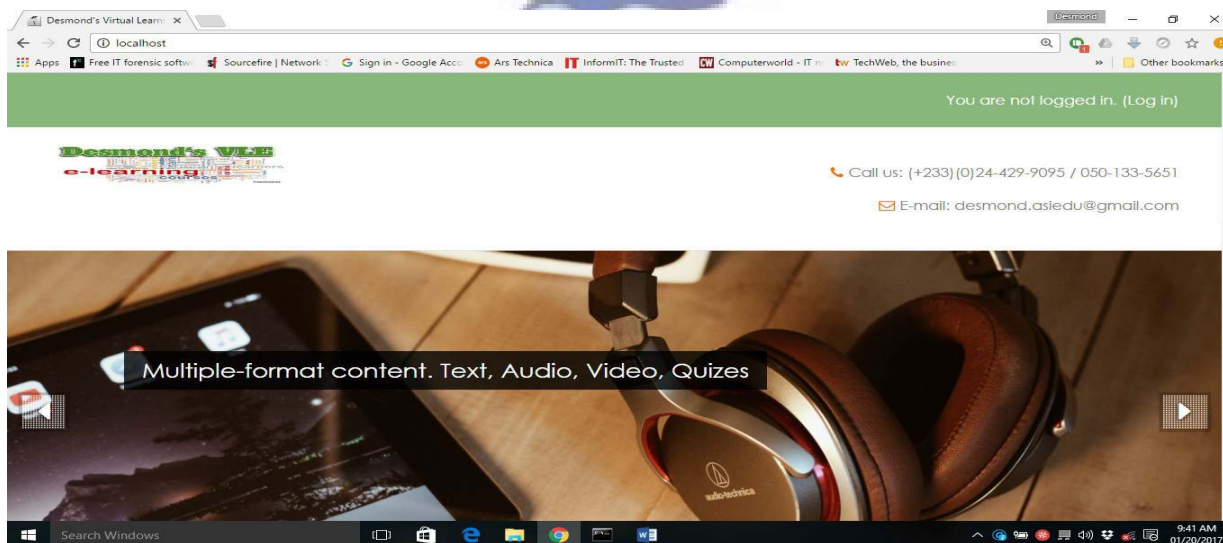 Desmond's Virtual Learni
Desmond
localhost
Apps
Free IT forensic softw
Sourcefire | Network S
Sign in - Google Acco
Ars Technica
InformIT: The Trusted
Computerworld - IT n
TechWeb, the busines
»
Other bookmarks
You are not logged in. (Log in)
Desmond's VLE
e-learning
courses
Call us: (+233)(0)24-429-9095 / 050-133-5651
E-mail: desmond.asiedu@gmail.com
Multiple-format content. Text, Audio, Video, Quizes
audio-technica
Search Windows
9:41 AM
01/20/2017